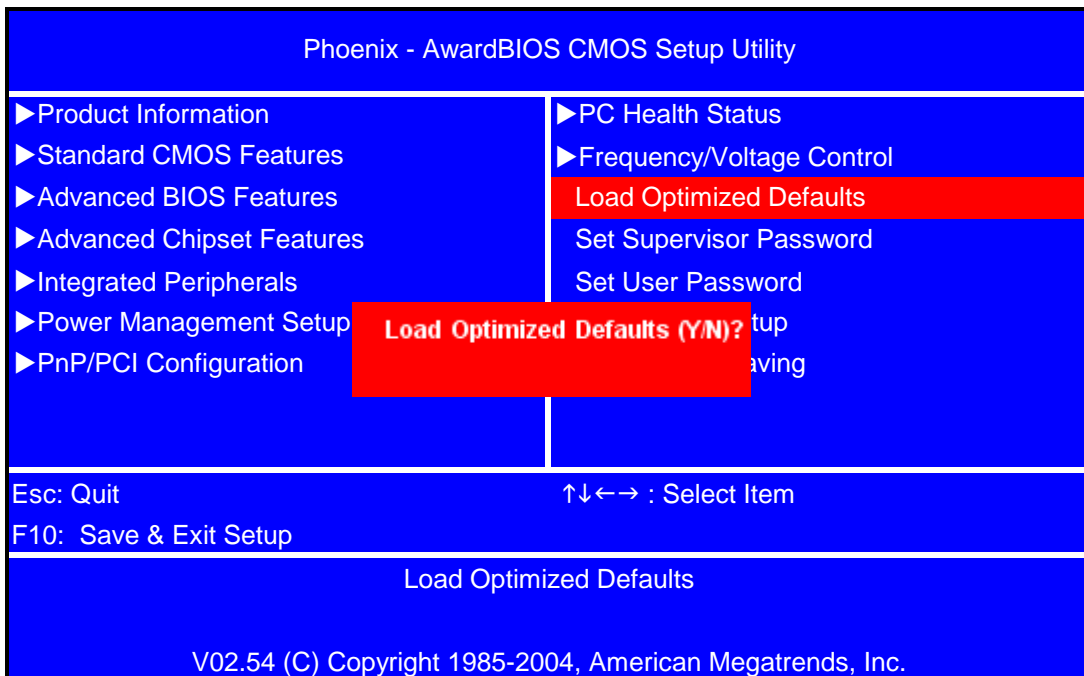 Phoenix - AwardBIOS CMOS Setup Utility
▶Product Information
▶Standard CMOS Features
▶Advanced BIOS Features
▶Advanced Chipset Features
▶Integrated Peripherals
▶Power Management Setup
▶PnP/PCI Configuration
▶PC Health Status
▶Frequency/Voltage Control
Load Optimized Defaults
Set Supervisor Password
Set User Password
tup
aving
Load Optimized Defaults (Y/N)?
Esc: Quit
↑↓←→ : Select Item
F10: Save & Exit Setup
Load Optimized Defaults
V02.54 (C) Copyright 1985-2004, American Megatrends, Inc.